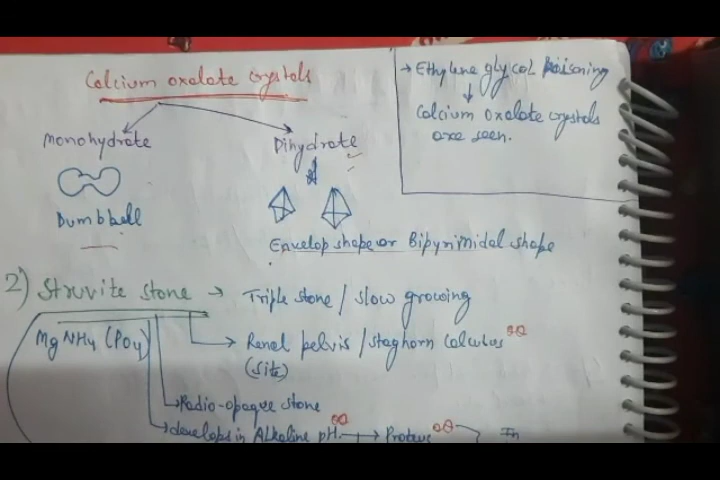 Calcium oxalate crystals
Monohydrate
Dihydrate
Dumbbell
Envelop shape or Bipyrimidal shape
→ Ethylene glycol Poisoning
↓
Calcium oxalate crystals
are seen.
2) Struvite stone → Triple stone / slow growing
MgNH4 (PO4)
→ Renal pelvis / staghorn calculus
(site)
→ Radio-opaque stone
→ develops in Alkaline pH. → Proteus
In